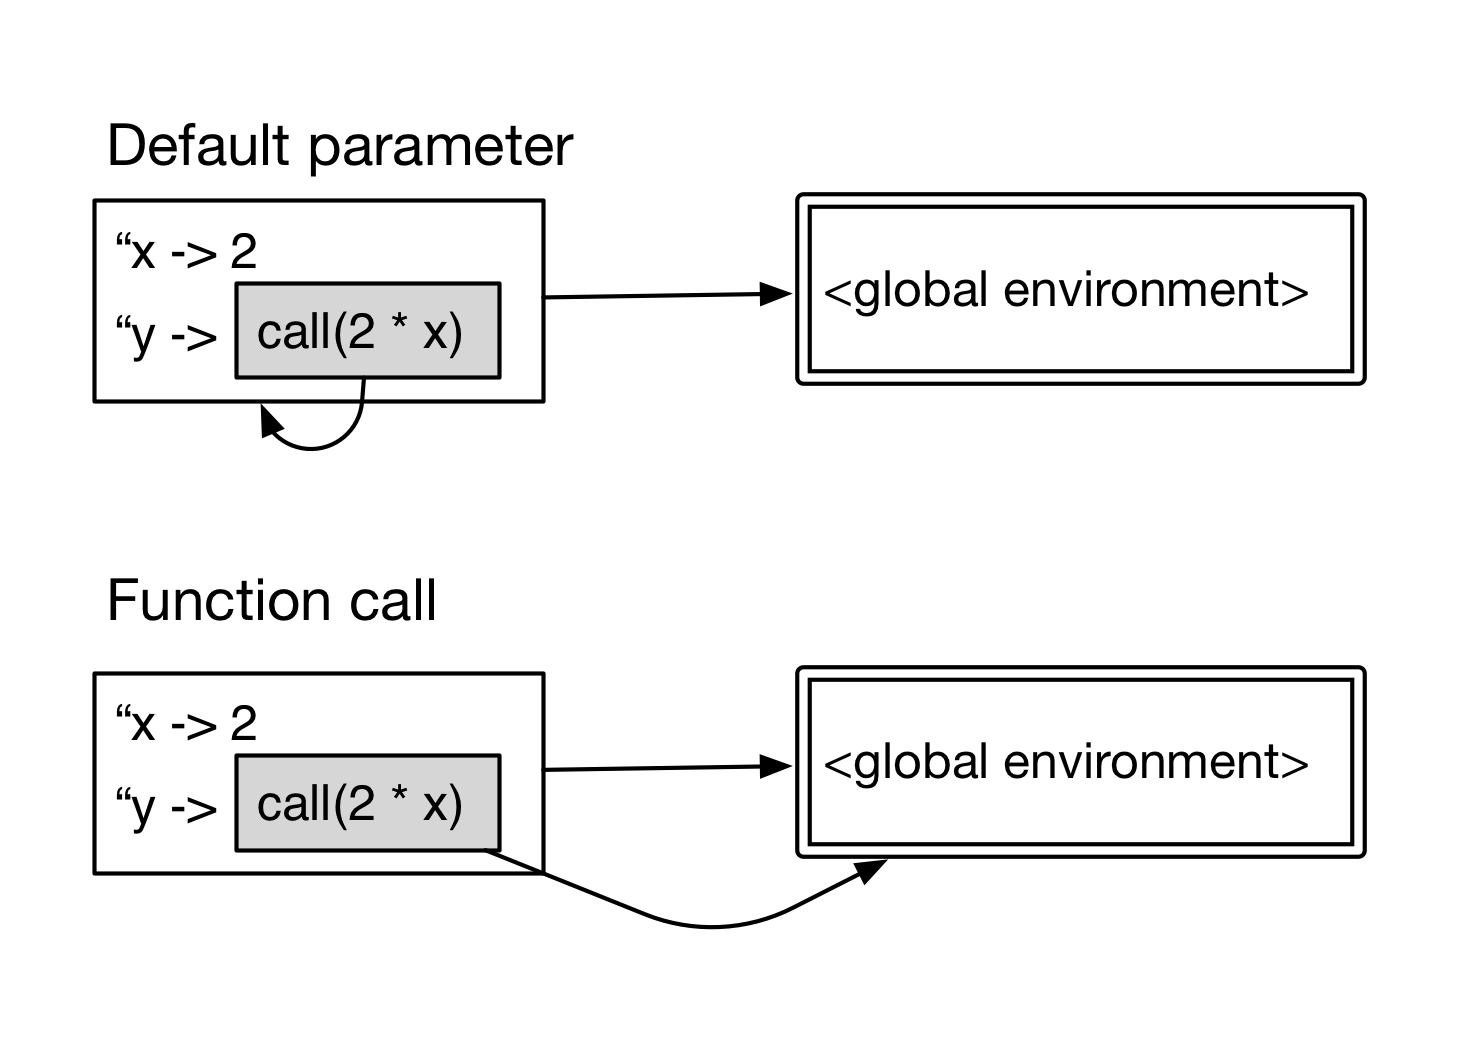 Default parameter
“x -> 2
“y -> call(2 * x)
<global environment>
Function call
“x -> 2
“y -> call(2 * x)
<global environment>